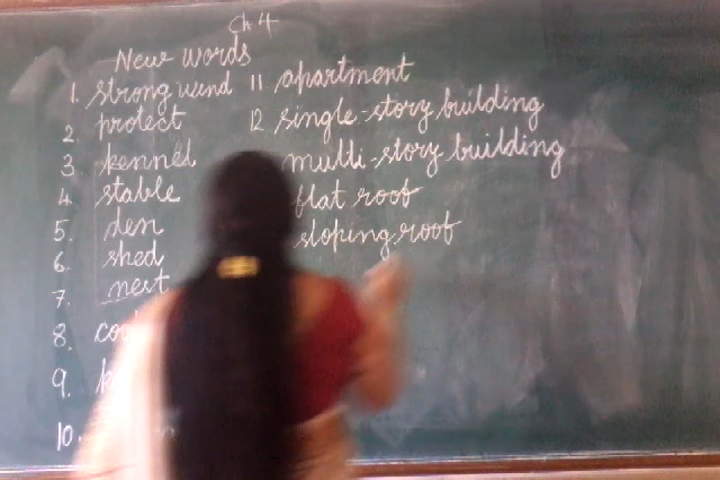 Ch 4
New words
1. strong wind
2. protect
3 kennel
4 stable
5. den
6. shed
7. nest
8. 
9. 
10.
11 apartment
12 single-story building
multi-story building
flat roof
sloping roof